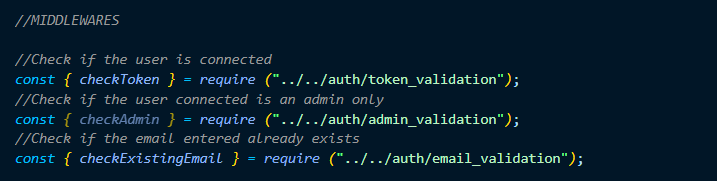 //MIDDLEWARES
//Check if the user is connected
const { checkToken } = require ("../../auth/token_validation");
//Check if the user connected is an admin only
const { checkAdmin } = require ("../../auth/admin_validation");
//Check if the email entered already exists
const { checkExistingEmail } = require ("../../auth/email_validation");